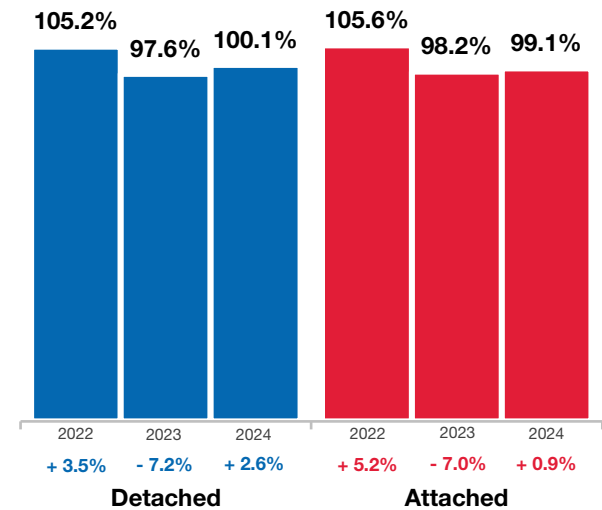 105.2%
97.6%
100.1%
105.6%
98.2%
99.1%
2022 2023 2024 2022 2023 2024
+ 3.5% - 7.2% + 2.6% + 5.2% - 7.0% + 0.9%
Detached Attached